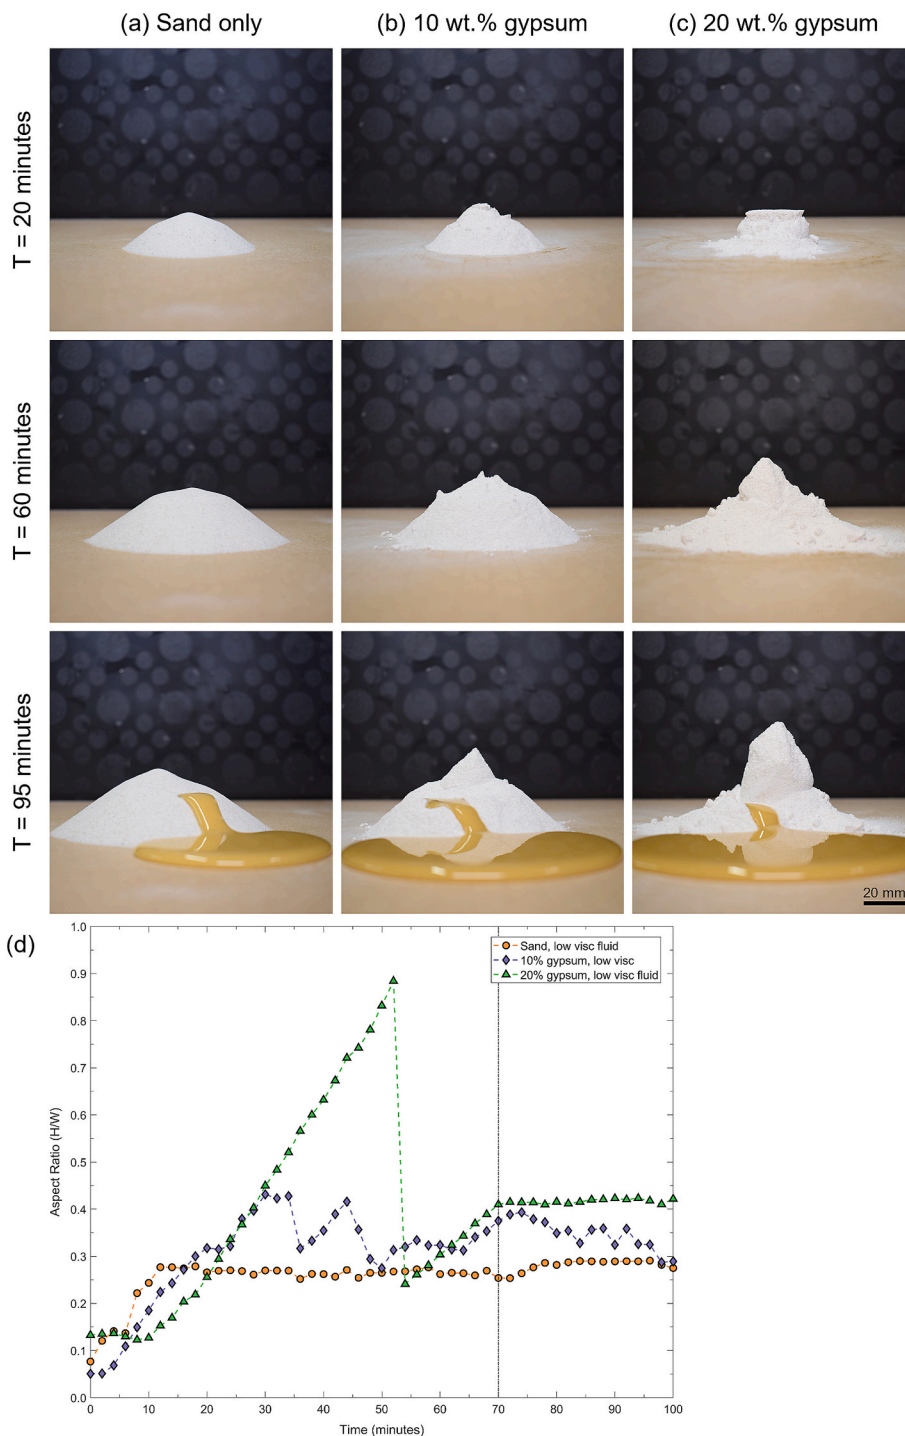 (a) Sand only
(b) 10 wt.% gypsum
(c) 20 wt.% gypsum
T = 20 minutes
T = 60 minutes
T = 95 minutes
20 mm
(d)
Sand, low visc fluid
10% gypsum, low visc
20% gypsum, low visc fluid
Aspect Ratio (H/W)
1.0
0.9
0.8
0.7
0.6
0.5
0.4
0.3
0.2
0.1
0.0
0 10 20 30 40 50 60 70 80 90 100
Time (minutes)